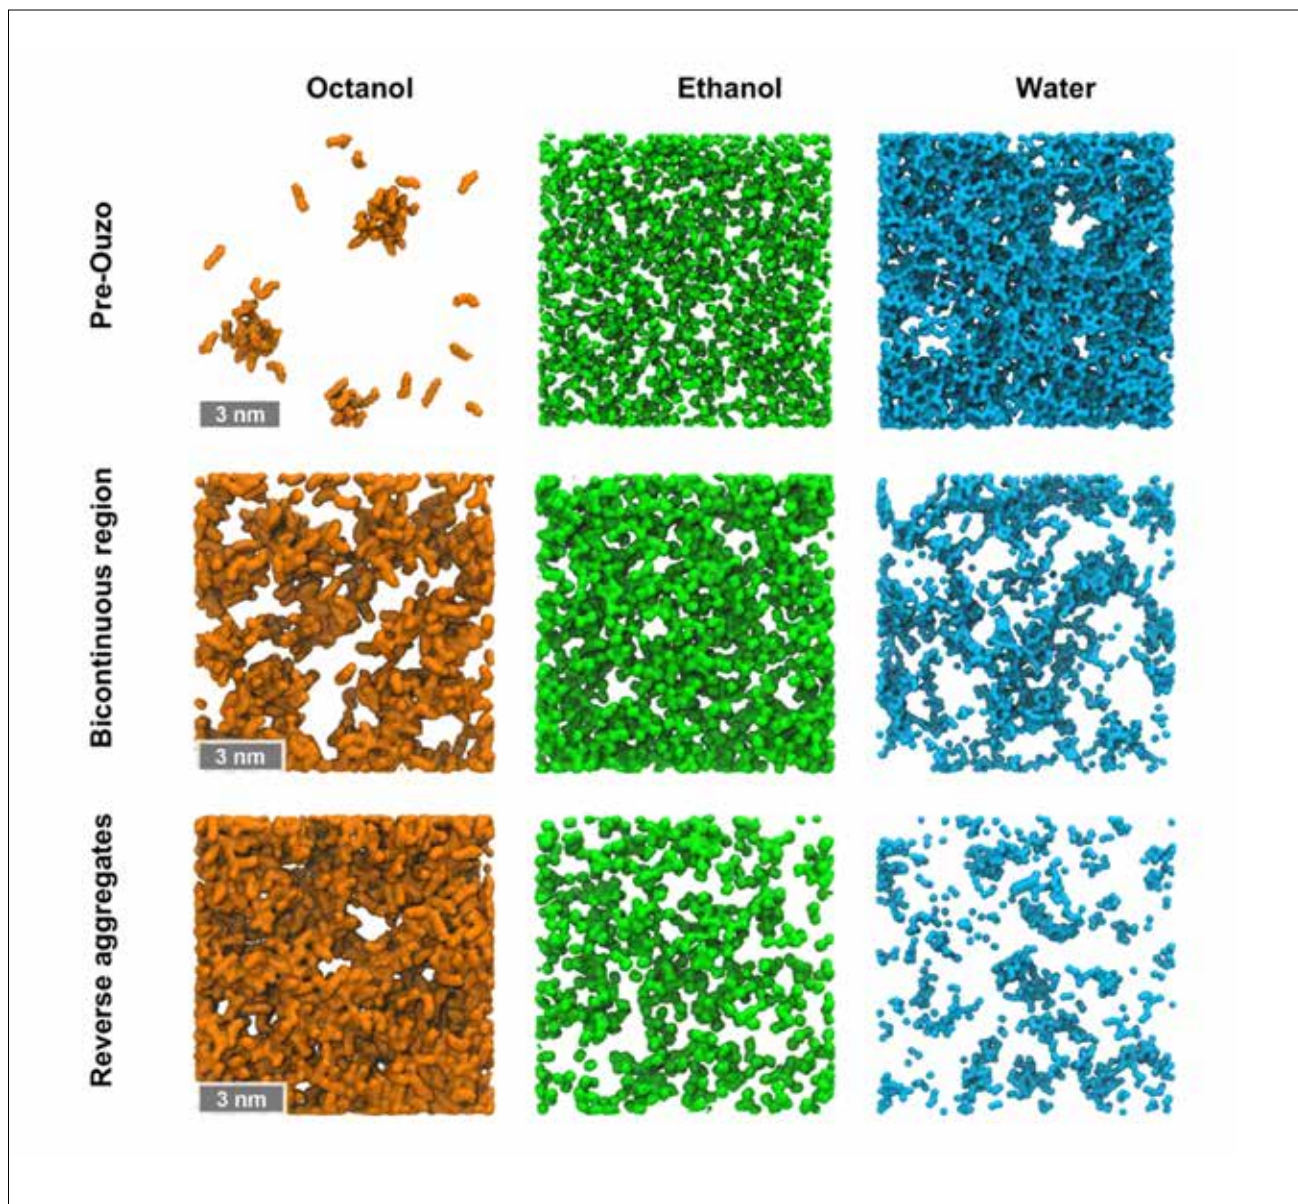 Octanol
Ethanol
Water
Pre-Ouzo
3 nm
Bicontinuous region
3 nm
Reverse aggregates
3 nm